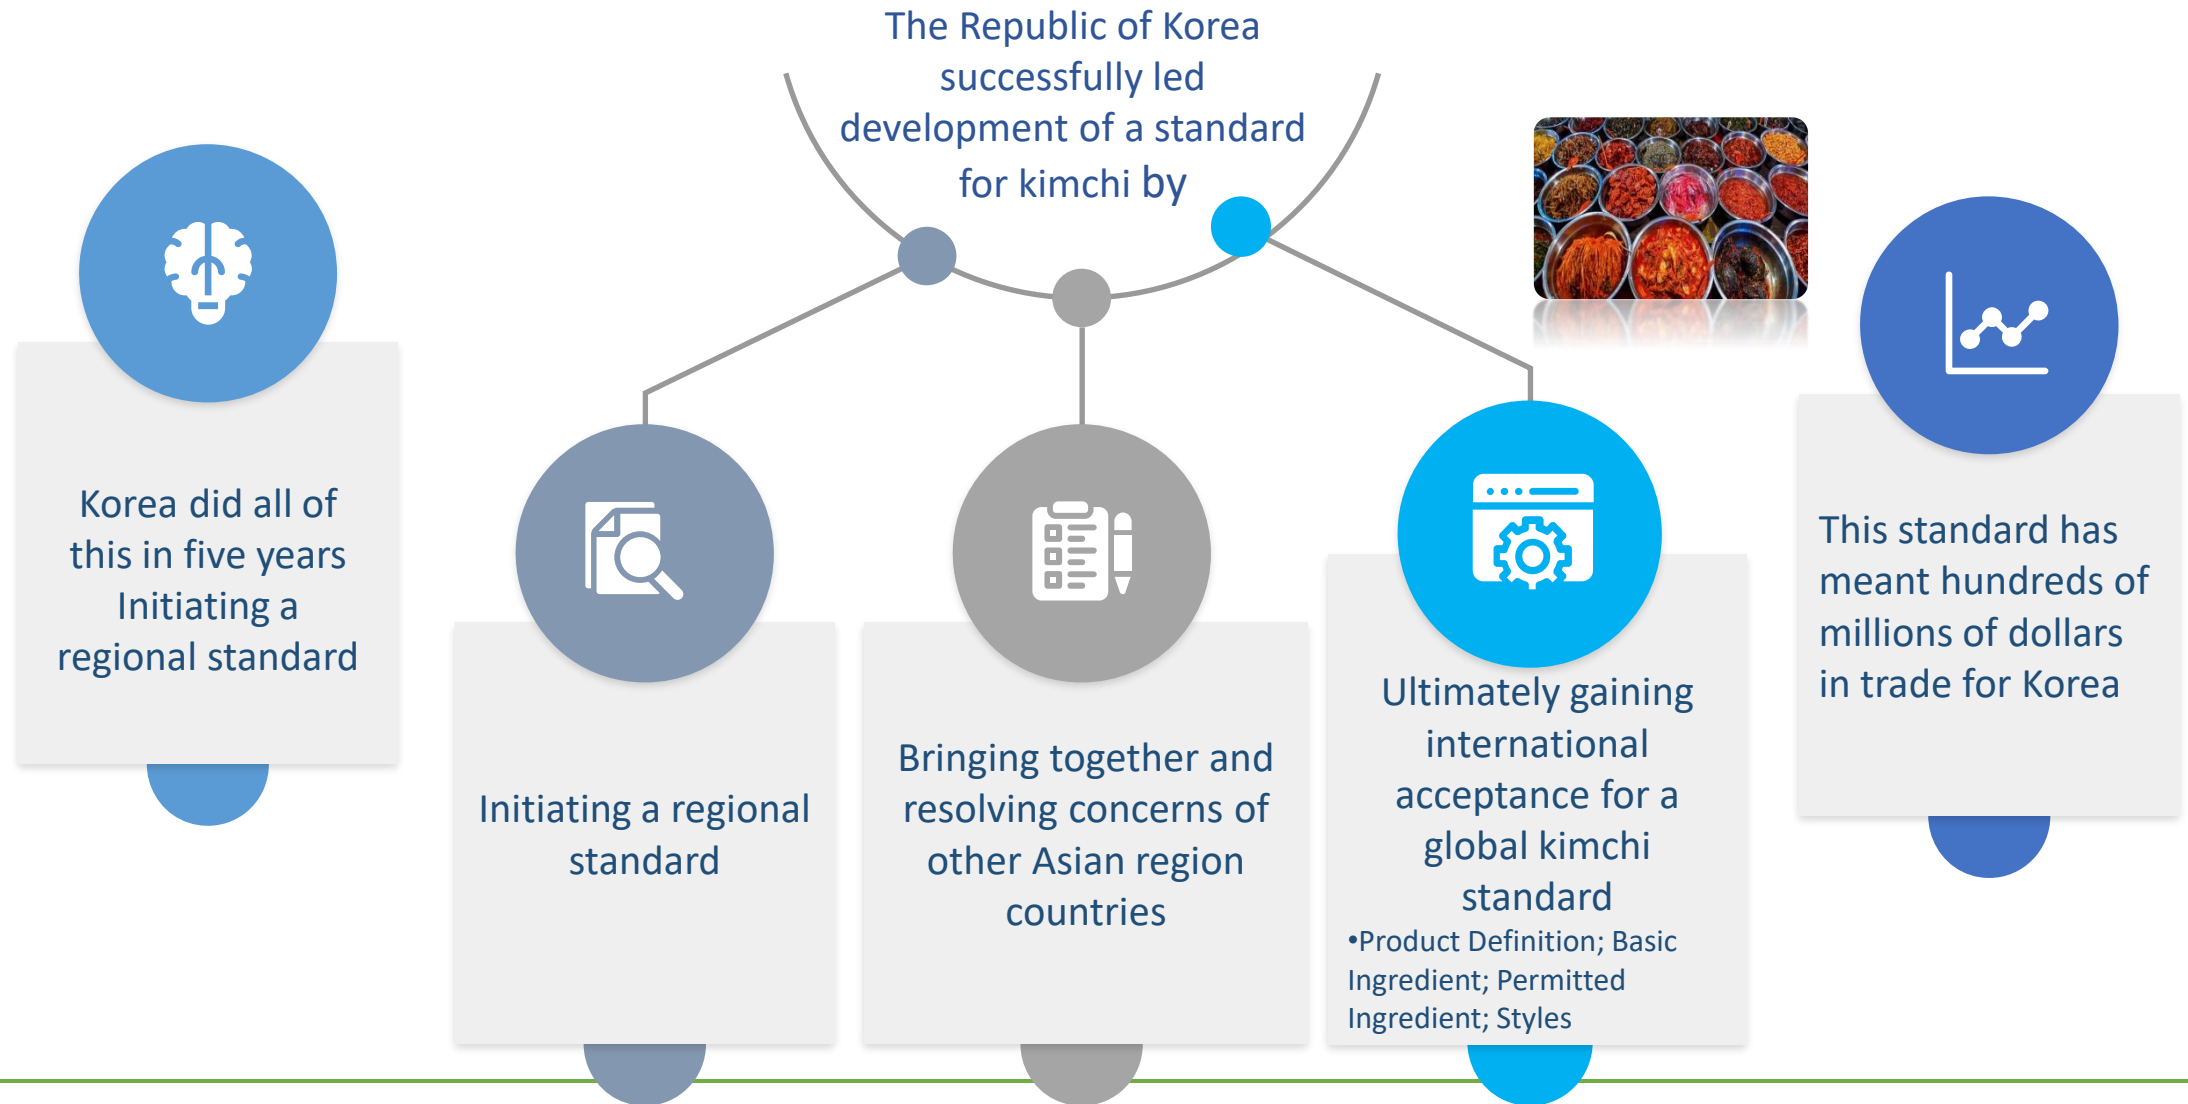 The Republic of Korea
successfully led
development of a standard
for kimchi by
Korea did all of
this in five years
Initiating a
regional standard
Initiating a regional
standard
Bringing together and
resolving concerns of
other Asian region
countries
Ultimately gaining
international
acceptance for a
global kimchi
standard
•Product Definition; Basic
Ingredient; Permitted
Ingredient; Styles
This standard has
meant hundreds of
millions of dollars
in trade for Korea